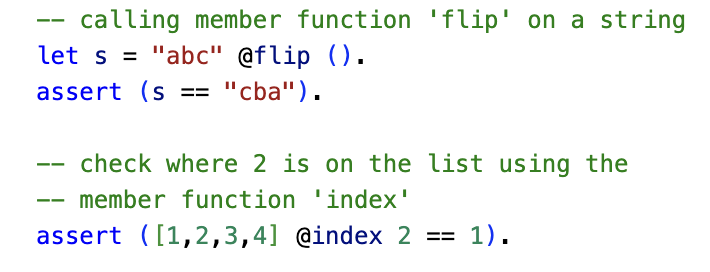 -- calling member function 'flip' on a string
let s = "abc" @flip ().
assert (s == "cba").
-- check where 2 is on the list using the
-- member function 'index'
assert ([1,2,3,4] @index 2 == 1).